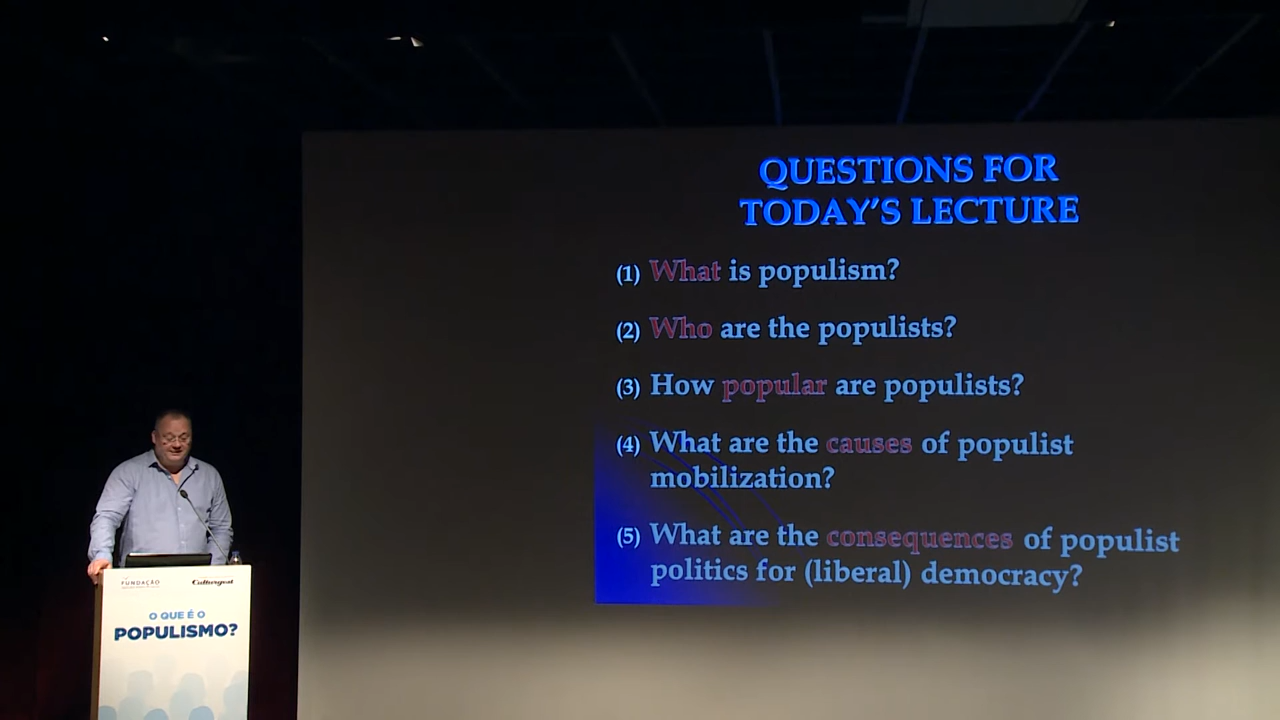 QUESTIONS FOR
TODAY'S LECTURE
(1) What is populism?
(2) Who are the populists?
(3) How popular are populists?
(4) What are the causes of populist
mobilization?
(5) What are the consequences of populist
politics for (liberal) democracy?
FUNDAÇÃO
Culturgest
O QUE É O
POPULISMO?